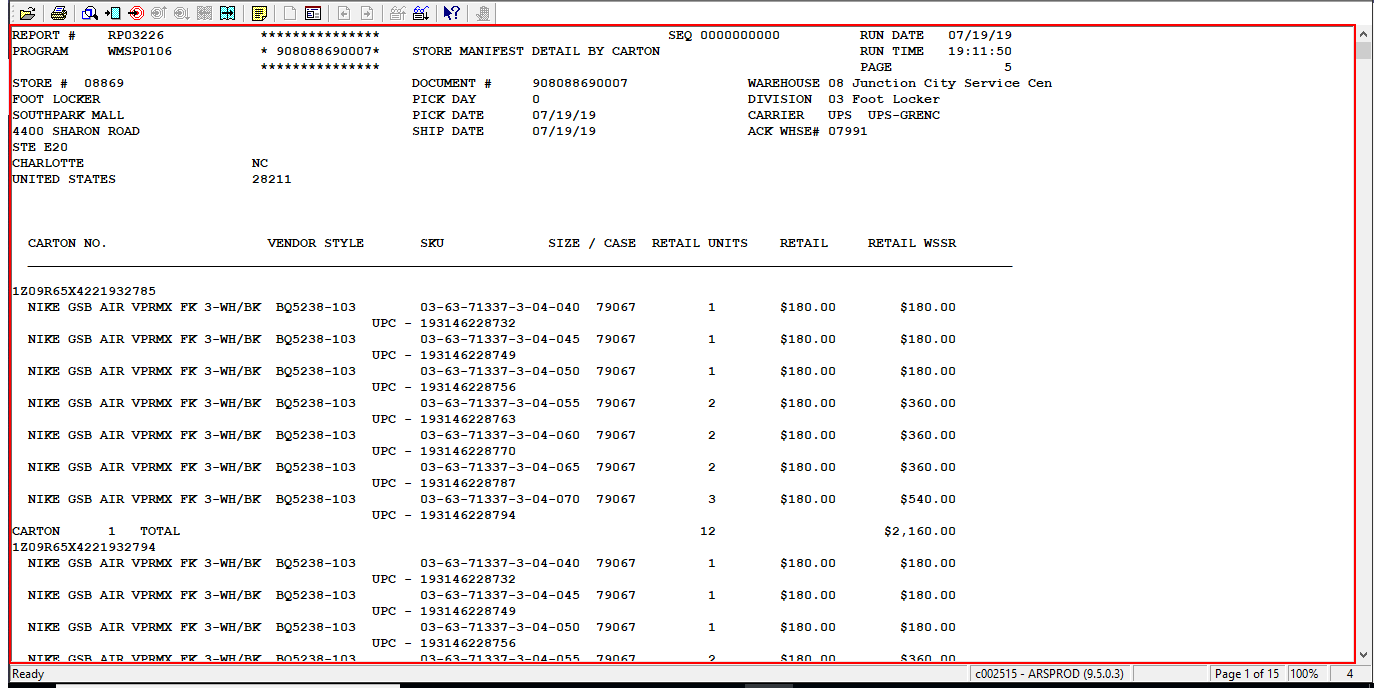 REPORT # RP03226 *************** SEQ 0000000000 RUN DATE 07/19/19
PROGRAM WMSP0106 * 908088690007* STORE MANIFEST DETAIL BY CARTON RUN TIME 19:11:50
*************** PAGE 5
STORE # 08869 DOCUMENT # 908088690007 WAREHOUSE 08 Junction City Service Cen
FOOT LOCKER PICK DAY 0 DIVISION 03 Foot Locker
SOUTHPARK MALL PICK DATE 07/19/19 CARRIER UPS UPS-GRENC
4400 SHARON ROAD SHIP DATE 07/19/19 ACK WHSE# 07991
STE E20
CHARLOTTE NC
UNITED STATES 28211
CARTON NO. VENDOR STYLE SKU SIZE / CASE RETAIL UNITS RETAIL RETAIL WSSR
1Z09R65X4221932785
NIKE GSB AIR VPRMX FK 3-WH/BK BQ5238-103 03-63-71337-3-04-040 79067 1 $180.00 $180.00
UPC - 193146228732
NIKE GSB AIR VPRMX FK 3-WH/BK BQ5238-103 03-63-71337-3-04-045 79067 1 $180.00 $180.00
UPC - 193146228749
NIKE GSB AIR VPRMX FK 3-WH/BK BQ5238-103 03-63-71337-3-04-050 79067 1 $180.00 $180.00
UPC - 193146228756
NIKE GSB AIR VPRMX FK 3-WH/BK BQ5238-103 03-63-71337-3-04-055 79067 2 $180.00 $360.00
UPC - 193146228763
NIKE GSB AIR VPRMX FK 3-WH/BK BQ5238-103 03-63-71337-3-04-060 79067 2 $180.00 $360.00
UPC - 193146228770
NIKE GSB AIR VPRMX FK 3-WH/BK BQ5238-103 03-63-71337-3-04-065 79067 2 $180.00 $360.00
UPC - 193146228787
NIKE GSB AIR VPRMX FK 3-WH/BK BQ5238-103 03-63-71337-3-04-070 79067 3 $180.00 $540.00
UPC - 193146228794
CARTON 1 TOTAL 12 $2,160.00
1Z09R65X4221932794
NIKE GSB AIR VPRMX FK 3-WH/BK BQ5238-103 03-63-71337-3-04-040 79067 1 $180.00 $180.00
UPC - 193146228732
NIKE GSB AIR VPRMX FK 3-WH/BK BQ5238-103 03-63-71337-3-04-045 79067 1 $180.00 $180.00
UPC - 193146228749
NIKE GSB AIR VPRMX FK 3-WH/BK BQ5238-103 03-63-71337-3-04-050 79067 1 $180.00 $180.00
UPC - 193146228756
NIKE GSB AIR VPRMX FK 3-WH/BK BQ5238-103 03-63-71337-3-04-055 79067 2 $180.00 $360.00
Ready c002515 - ARSPROD (9.5.0.3) Page 1 of 15 100% 4